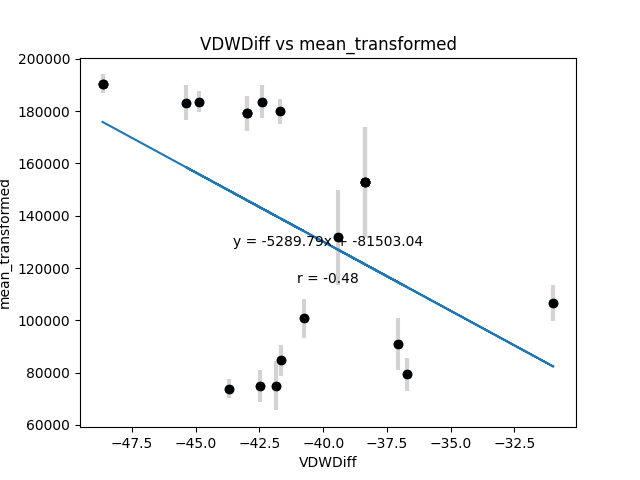 VDWDiff vs mean_transformed
200000
180000
160000
140000
120000
100000
80000
60000
mean_transformed
y = -5289.79x + -81503.04
r = -0.48
−47.5 −45.0 −42.5 −40.0 −37.5 −35.0 −32.5
VDWDiff